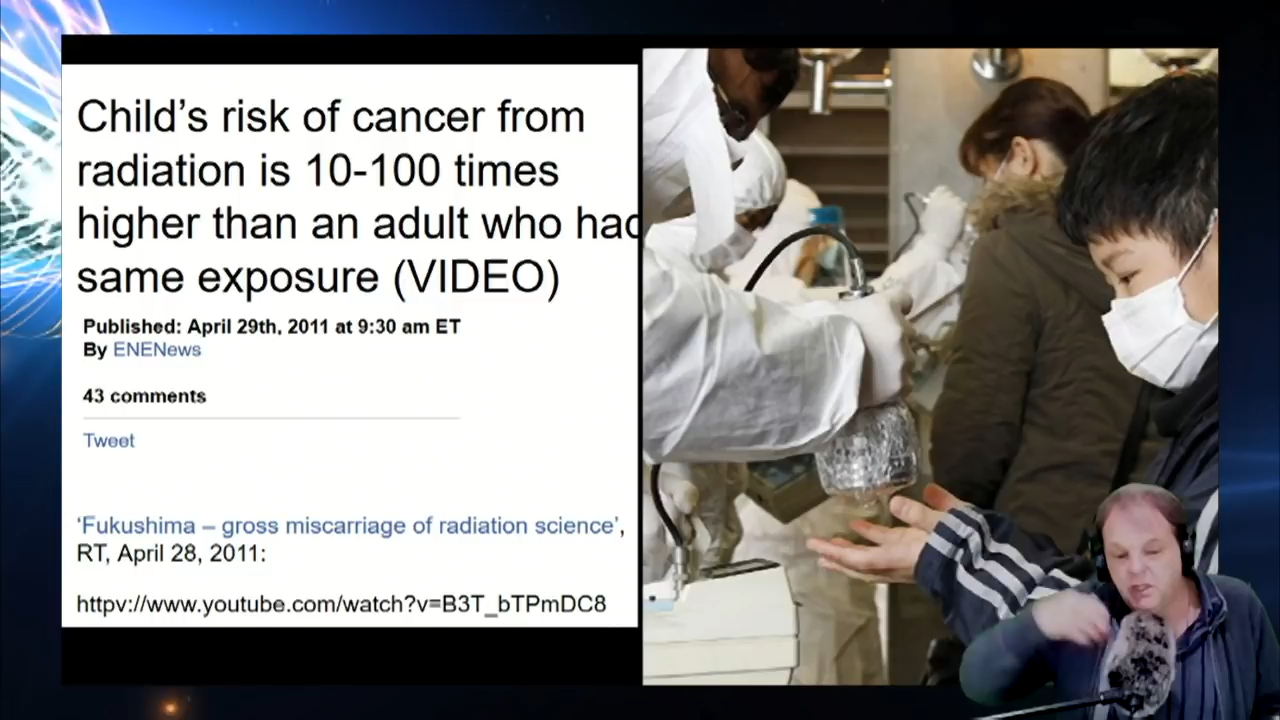 Child's risk of cancer from
radiation is 10-100 times
higher than an adult who had
same exposure (VIDEO)
Published: April 29th, 2011 at 9:30 am ET
By ENENews
43 comments
Tweet
‘Fukushima – gross miscarriage of radiation science’,
RT, April 28, 2011:
httpv://www.youtube.com/watch?v=B3T_bTPmDC8